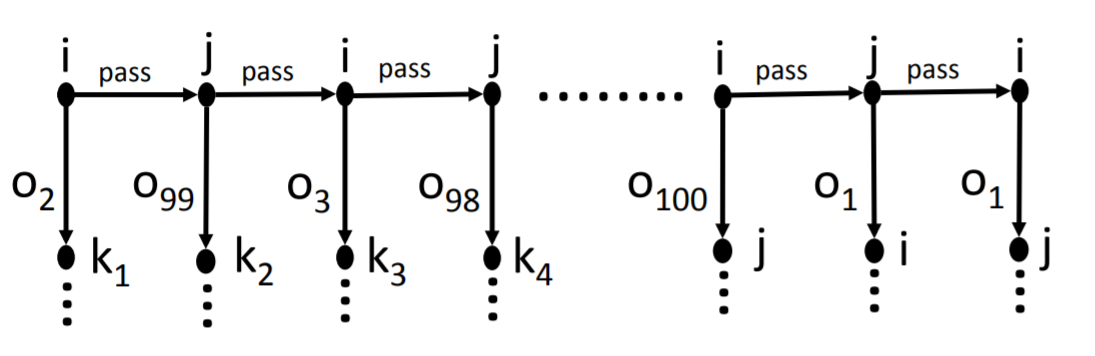 i j i j i j i
pass pass pass pass pass
o₂ o₉₉ o₃ o₉₈ o₁₀₀ o₁ o₁
k₁ k₂ k₃ k₄ j i j